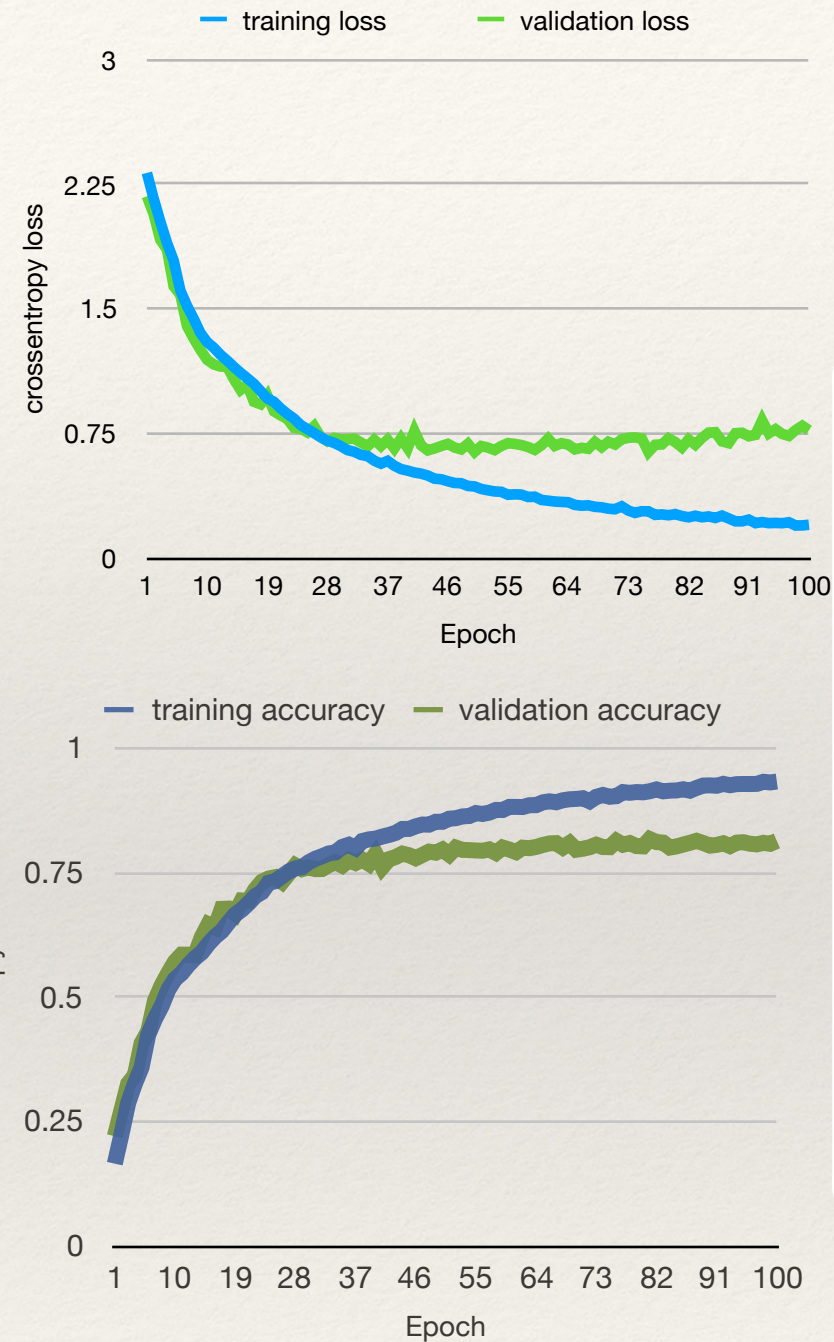 training loss validation loss
3
2.25
1.5
0.75
0
crossentropy loss
1 10 19 28 37 46 55 64 73 82 91 100
Epoch
training accuracy validation accuracy
1
0.75
0.5
0.25
0
1 10 19 28 37 46 55 64 73 82 91 100
Epoch